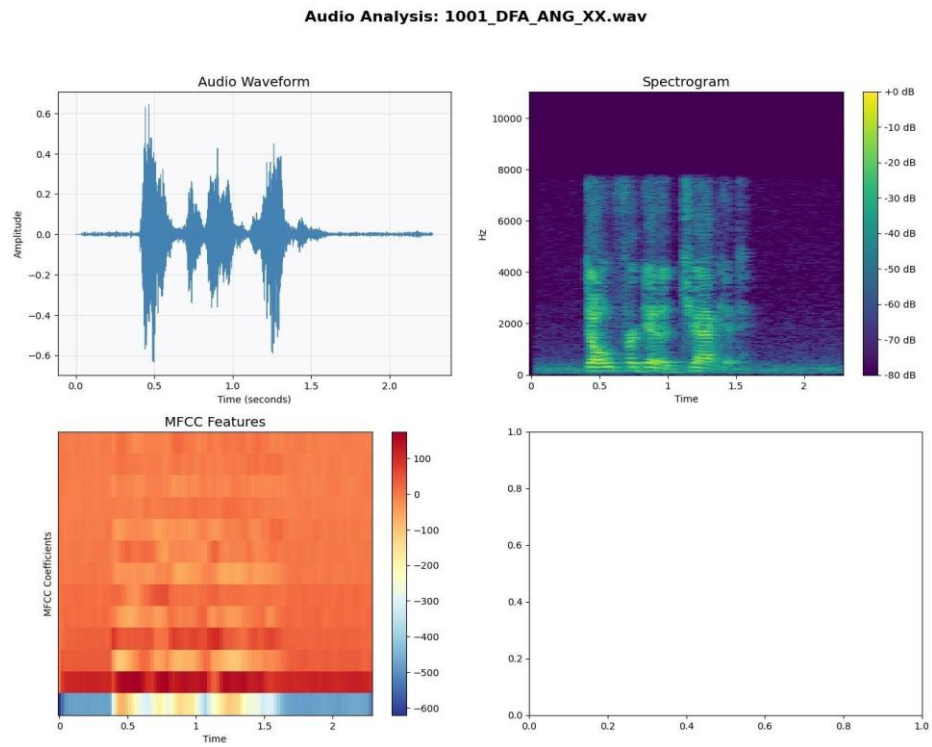 Audio Analysis: 1001_DFA_ANG_XX.wav
Audio Waveform
0.6
0.4
0.2
0.0
−0.2
−0.4
−0.6
Amplitude
0.0 0.5 1.0 1.5 2.0
Time (seconds)
Spectrogram
10000
8000
6000
4000
2000
0
Hz
0 0.5 1 1.5 2
Time
+0 dB
-10 dB
-20 dB
-30 dB
-40 dB
-50 dB
-60 dB
-70 dB
-80 dB
MFCC Features
MFCC Coefficients
0 0.5 1 1.5 2
Time
100
0
−100
−200
−300
−400
−500
−600
1.0
0.8
0.6
0.4
0.2
0.0
0.0 0.2 0.4 0.6 0.8 1.0